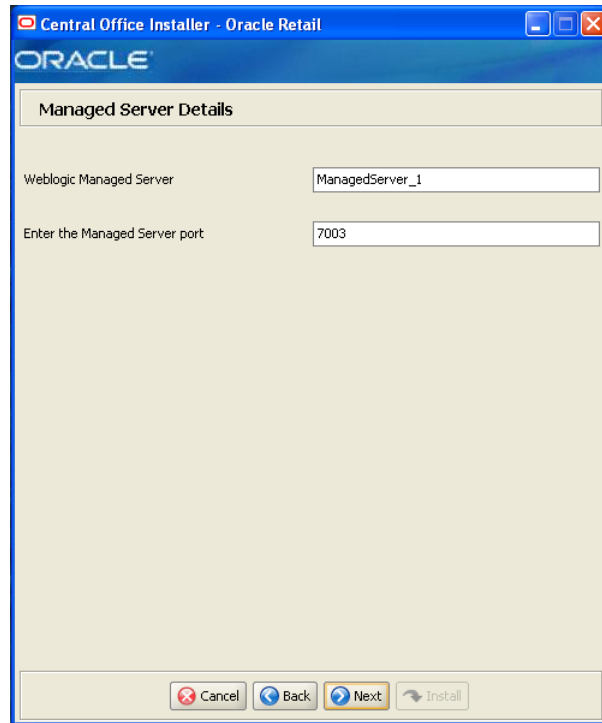 Central Office Installer - Oracle Retail
ORACLE
Managed Server Details
Weblogic Managed Server ManagedServer_1
Enter the Managed Server port 7003
Cancel Back Next Install